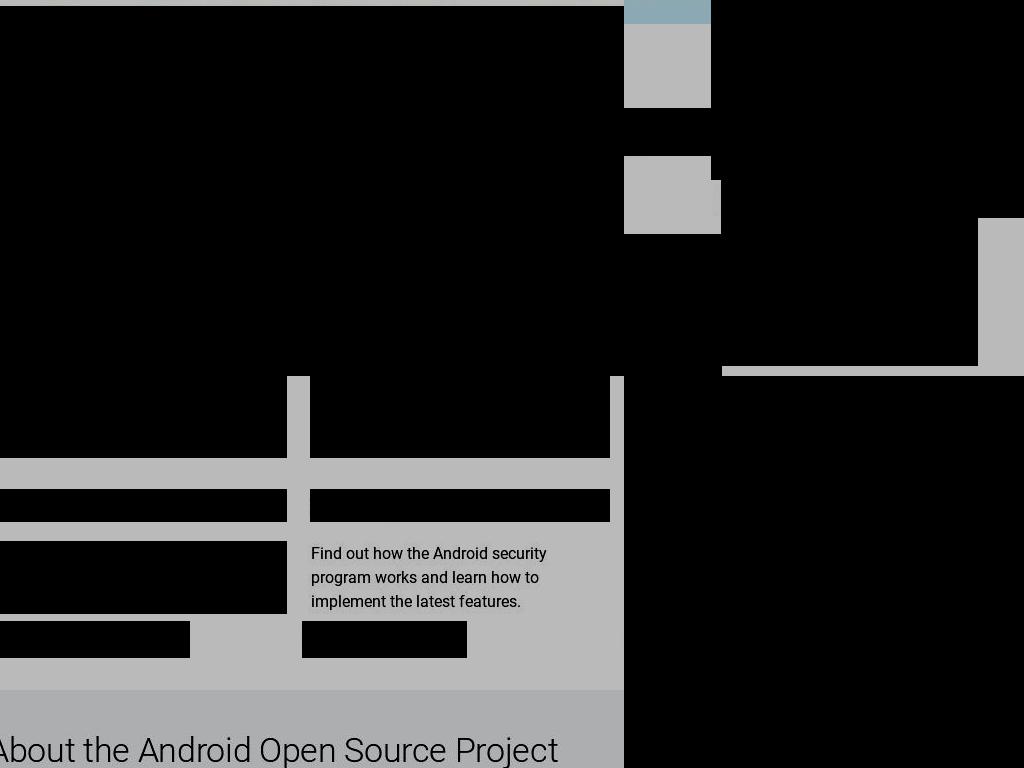 Find out how the Android security
program works and learn how to
implement the latest features.
About the Android Open Source Project